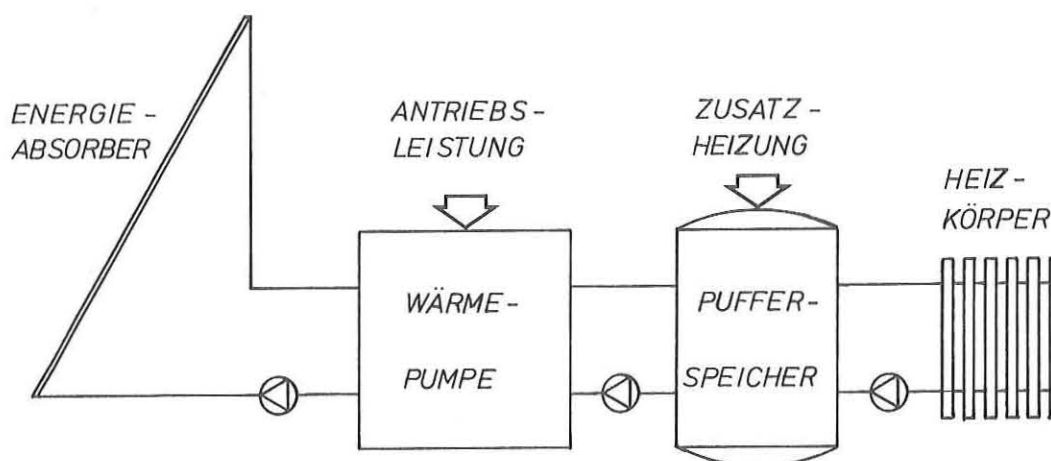 ENERGIE-
ABSORBER
ANTRIEBS-
LEISTUNG
ZUSATZ-
HEIZUNG
HEIZ-
KÖRPER
WÄRME-
PUMPE
PUFFER-
SPEICHER